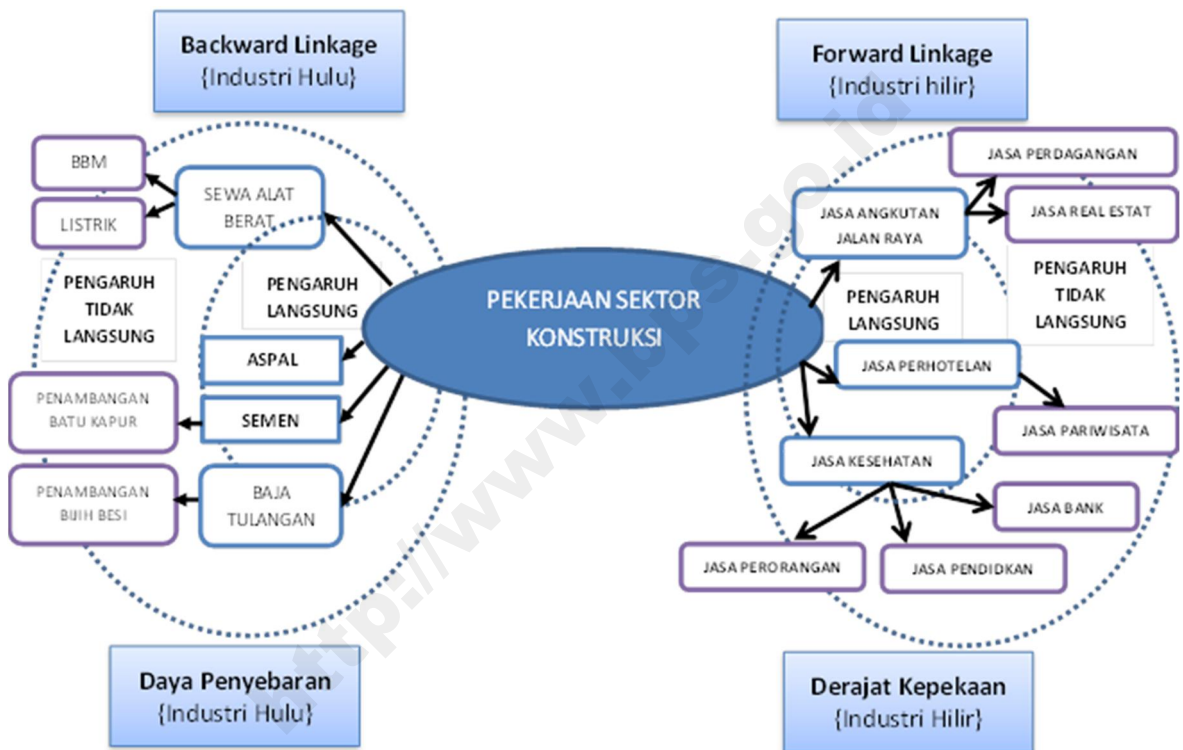 Backward Linkage
{Industri Hulu}
Forward Linkage
{Industri hilir}
BBM
LISTRIK
SEWA ALAT
BERAT
PENGARUH
TIDAK
LANGSUNG
PENGARUH
LANGSUNG
ASPAL
SEMEN
BAJA
TULANGAN
PENAMBANGAN
BATU KAPUR
PENAMBANGAN
BIJIH BESI
PEKERJAAN SEKTOR
KONSTRUKSI
JASA PERDAGANGAN
JASA ANGKUTAN
JALAN RAYA
JASA REAL ESTAT
PENGARUH
LANGSUNG
PENGARUH
TIDAK
LANGSUNG
JASA PERHOTELAN
JASA PARIWISATA
JASA KESEHATAN
JASA BANK
JASA PERORANGAN
JASA PENDIDKAN
Daya Penyebaran
{Industri Hulu}
Derajat Kepekaan
{Industri Hilir}
http://www.bps.go.id